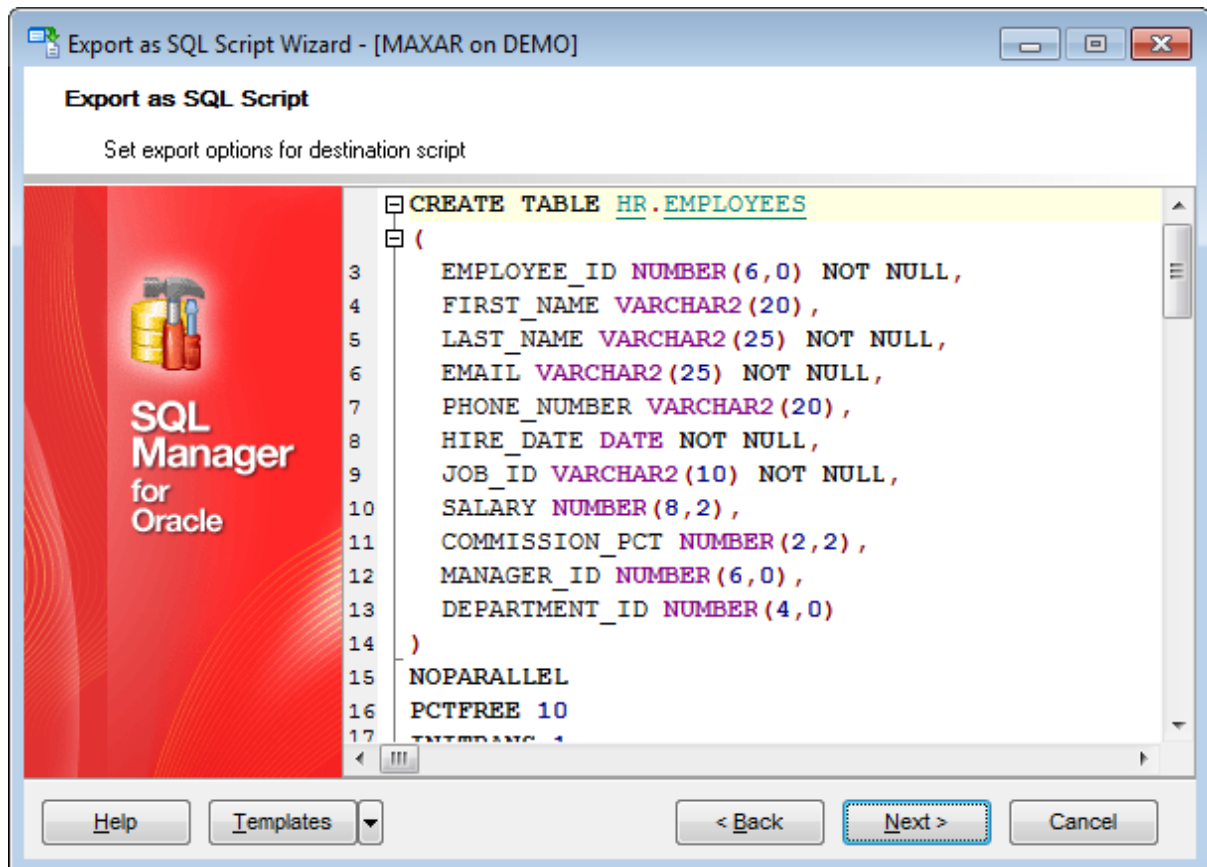 Export as SQL Script Wizard - [MAXAR on DEMO]
Export as SQL Script
Set export options for destination script
SQL
Manager
for
Oracle
CREATE TABLE HR.EMPLOYEES
(
3 EMPLOYEE_ID NUMBER(6,0) NOT NULL,
4 FIRST_NAME VARCHAR2(20),
5 LAST_NAME VARCHAR2(25) NOT NULL,
6 EMAIL VARCHAR2(25) NOT NULL,
7 PHONE_NUMBER VARCHAR2(20),
8 HIRE_DATE DATE NOT NULL,
9 JOB_ID VARCHAR2(10) NOT NULL,
10 SALARY NUMBER(8,2),
11 COMMISSION_PCT NUMBER(2,2),
12 MANAGER_ID NUMBER(6,0),
13 DEPARTMENT_ID NUMBER(4,0)
14 )
15 NOPARALLEL
16 PCTFREE 10
17 INITRANS 1
Help Templates < Back Next > Cancel